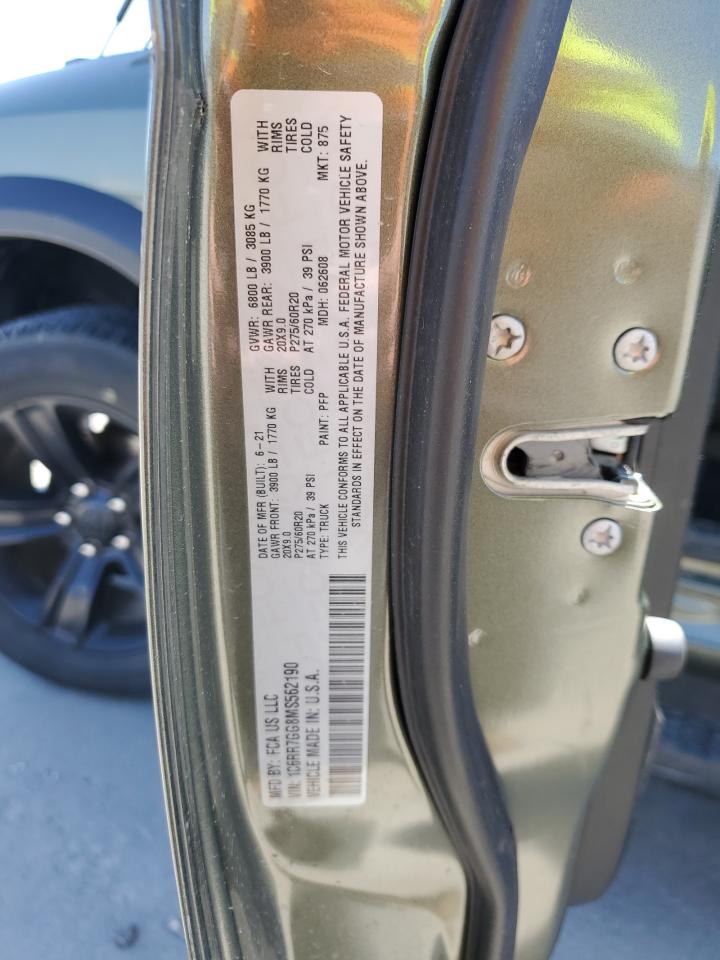 MFD BY: FCA US LLC
VIN: 1C6RR7GG8MS562190
VEHICLE MADE IN: U.S.A.
DATE OF MFR (BUILT): 6-21
GVWR: 6800 LB / 3085 KG
GAWR FRONT: 3900 LB / 1770 KG WITH
20X9.0 RIMS
P275/60R20 TIRES
AT 270 kPa / 39 PSI COLD
GAWR REAR: 3900 LB / 1770 KG WITH
20X9.0 RIMS
P275/60R20 TIRES
AT 270 kPa / 39 PSI COLD
TYPE: TRUCK PAINT: PFP MDH: 062608 MKT: 875
THIS VEHICLE CONFORMS TO ALL APPLICABLE U.S.A. FEDERAL MOTOR VEHICLE SAFETY
STANDARDS IN EFFECT ON THE DATE OF MANUFACTURE SHOWN ABOVE.